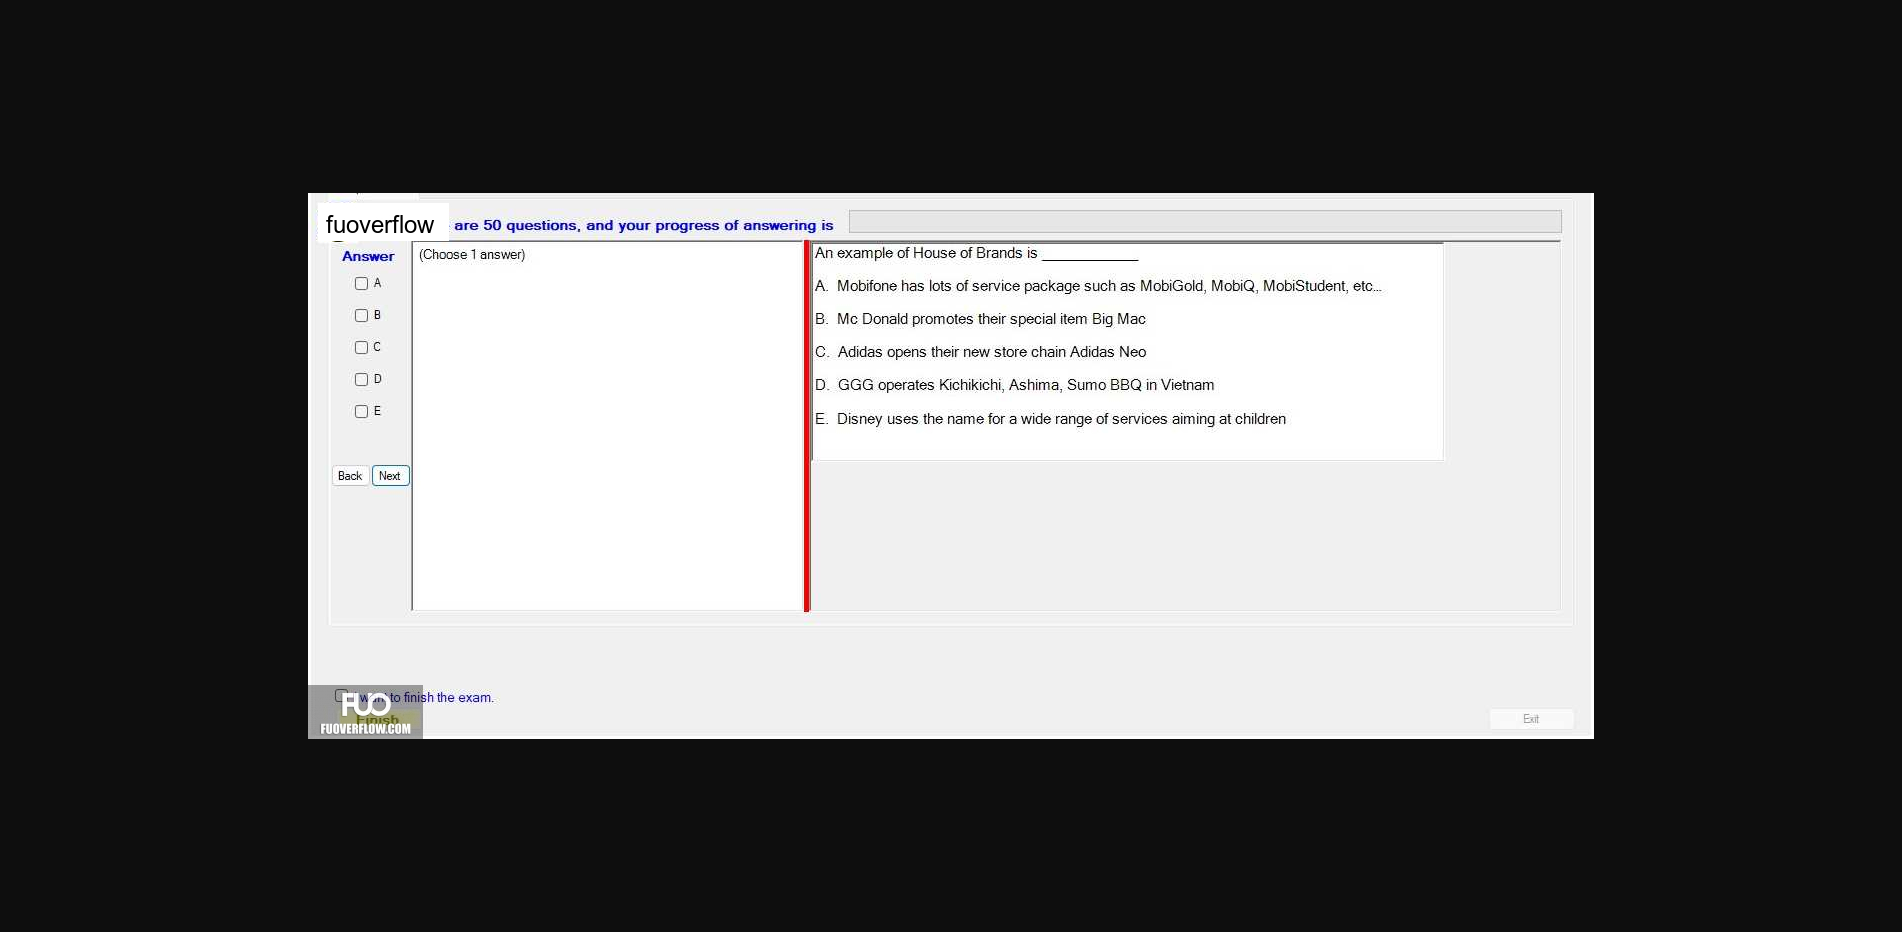 fuoverflow are 50 questions, and your progress of answering is
Answer
(Choose 1 answer)
A
B
C
D
E
Back Next
An example of House of Brands is ____________
A. Mobifone has lots of service package such as MobiGold, MobiQ, MobiStudent, etc...
B. Mc Donald promotes their special item Big Mac
C. Adidas opens their new store chain Adidas Neo
D. GGG operates Kichikichi, Ashima, Sumo BBQ in Vietnam
E. Disney uses the name for a wide range of services aiming at children
want to finish the exam.
FUO
Finish
FUOVERFLOW.COM
Exit